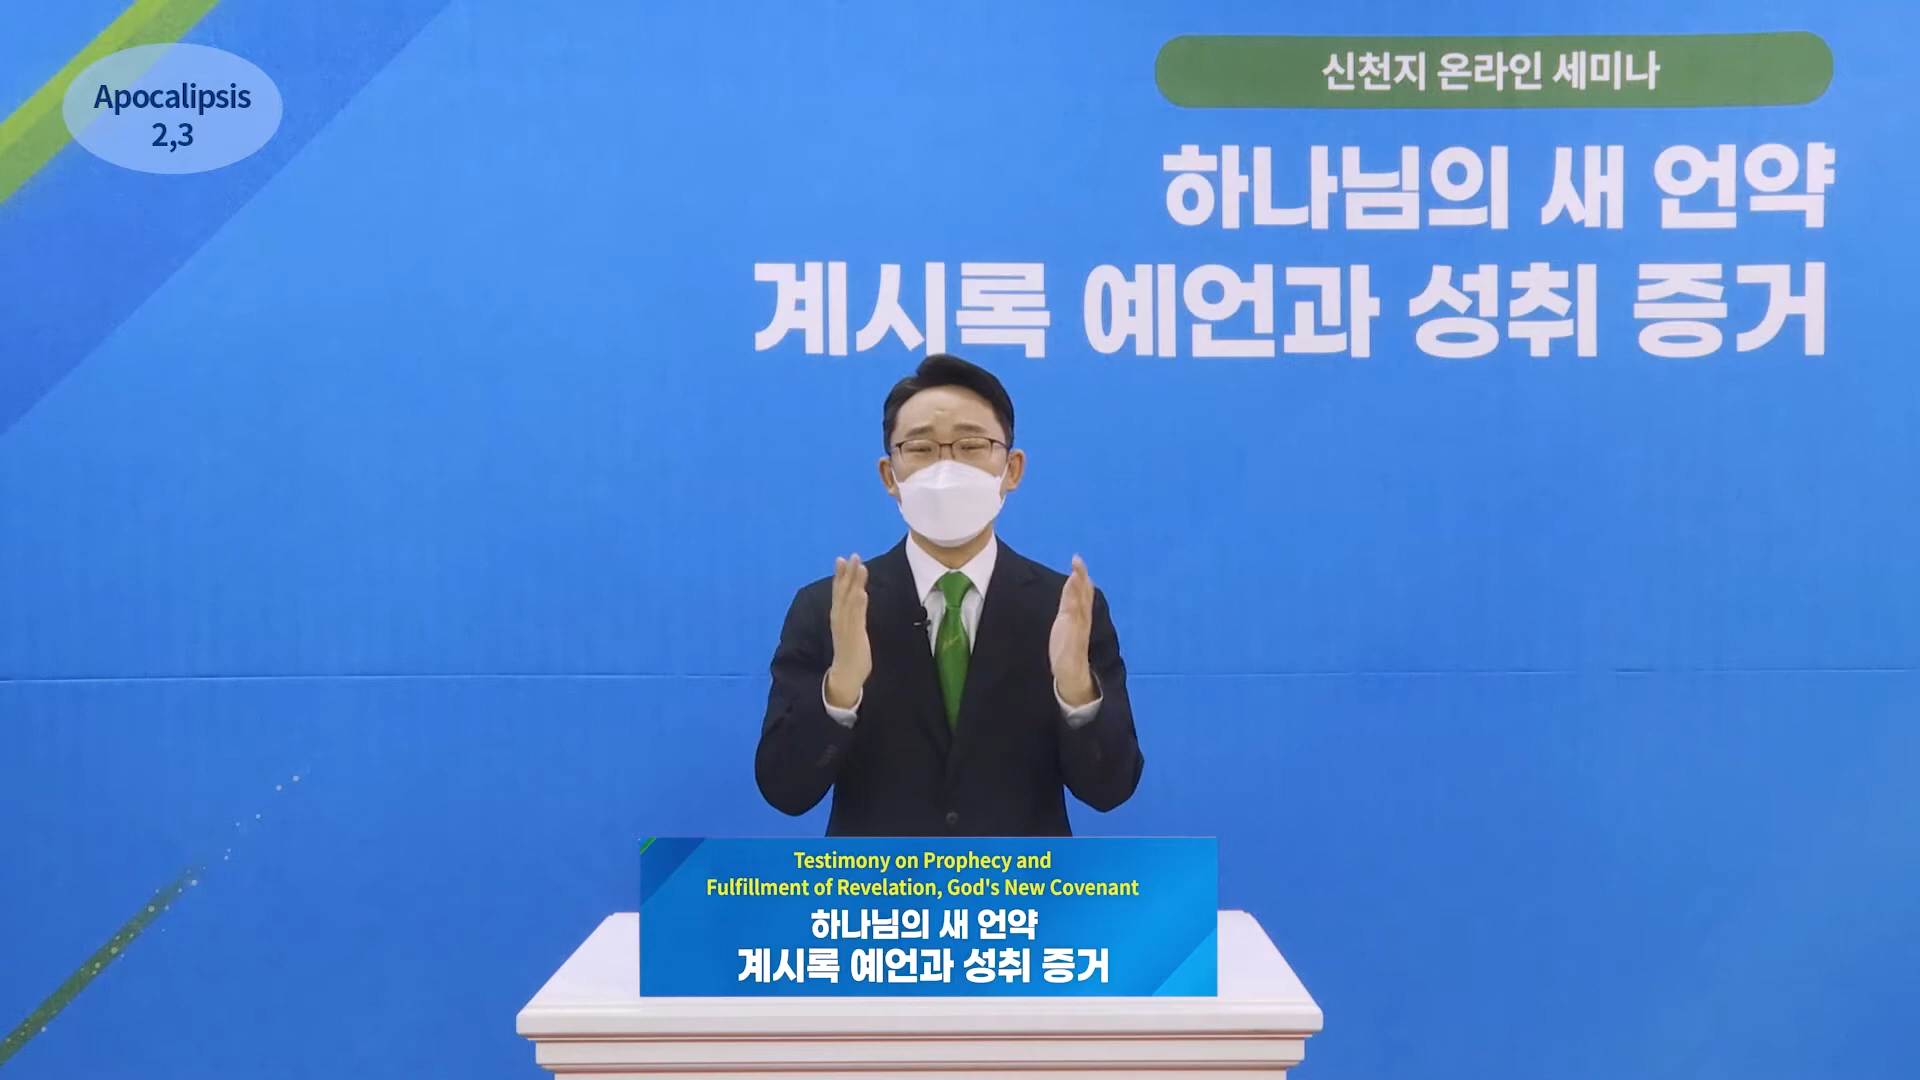 Apocalipsis
2,3
신천지 온라인 세미나
하나님의 새 언약
계시록 예언과 성취 증거
Testimony on Prophecy and
Fulfillment of Revelation, God's New Covenant
하나님의 새 언약
계시록 예언과 성취 증거